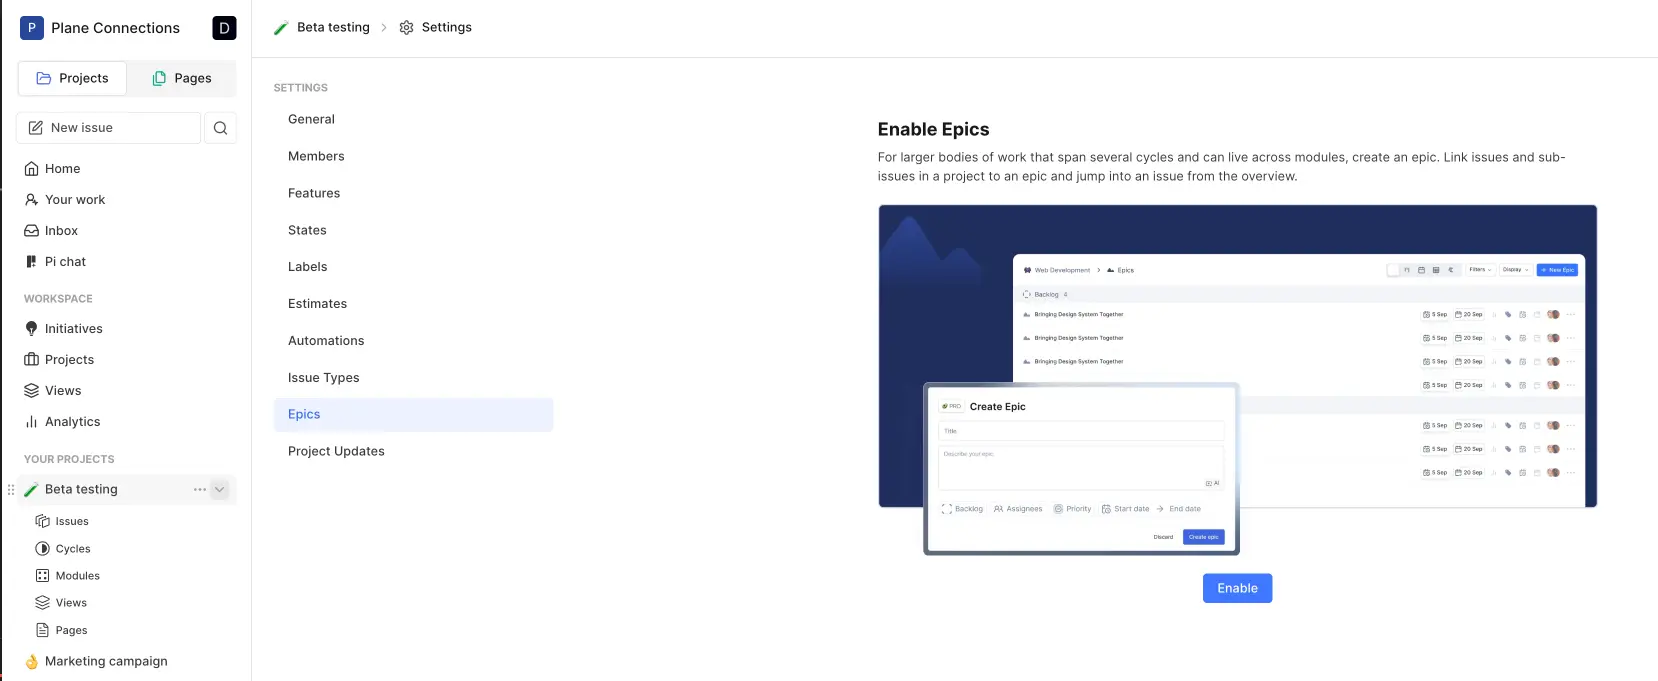 P Plane Connections D
Beta testing > Settings
Projects Pages
New issue
Home
Your work
Inbox
Pi chat
WORKSPACE
Initiatives
Projects
Views
Analytics
YOUR PROJECTS
Beta testing ...
Issues
Cycles
Modules
Views
Pages
Marketing campaign
SETTINGS
General
Members
Features
States
Labels
Estimates
Automations
Issue Types
Epics
Project Updates
Enable Epics
For larger bodies of work that span several cycles and can live across modules, create an epic. Link issues and sub-
issues in a project to an epic and jump into an issue from the overview.
Web Development > Epics Filters Display + New Epic
Backlog 4
Bringing Design System Together 5 Sep 20 Sep
Bringing Design System Together 5 Sep 20 Sep
Bringing Design System Together 5 Sep 20 Sep
5 Sep 20 Sep
5 Sep 20 Sep
5 Sep 20 Sep
5 Sep 20 Sep
PRO Create Epic
Title
Describe your epic.
AI
Backlog Assignees Priority Start date → End date
Discard Create epic
Enable